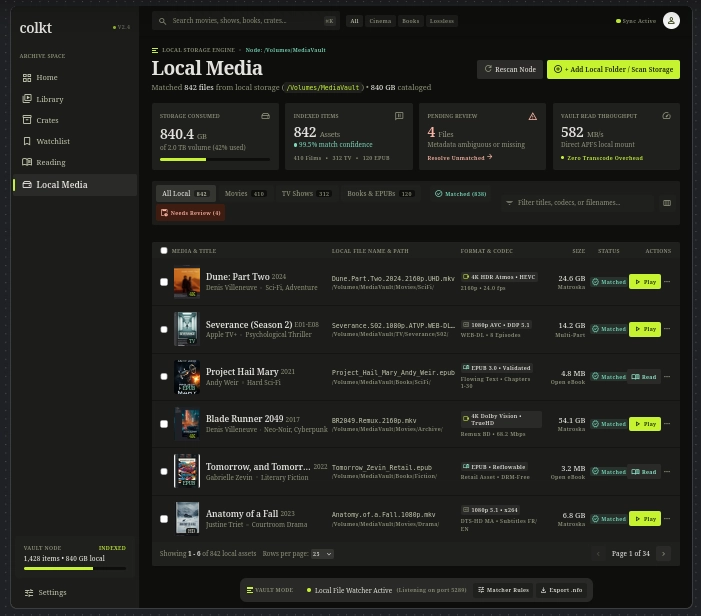 colkt
V2.4
ARCHIVE SPACE
Home
Library
Crates
Watchlist
Reading
Local Media
VAULT NODE INDEXED
1,428 items • 840 GB local
Settings
Search movies, shows, books, crates...
⌘K
All Cinema Books Lossless
Sync Active
LOCAL STORAGE ENGINE • Node: /Volumes/MediaVault
Local Media
Matched 842 files from local storage ( /Volumes/MediaVault ) • 840 GB cataloged
Rescan Node
+ Add Local Folder / Scan Storage
STORAGE CONSUMED
840.4 GB
of 2.0 TB volume (42% used)
INDEXED ITEMS
842 Assets
99.5% match confidence
410 Films • 312 TV • 120 EPUB
PENDING REVIEW
4 Files
Metadata ambiguous or missing
Resolve Unmatched →
VAULT READ THROUGHPUT
582 MB/s
Direct APFS local mount
Zero Transcode Overhead
All Local 842 Movies 410 TV Shows 312 Books & EPUBs 120 Matched (838)
Needs Review (4)
Filter titles, codecs, or filenames...
MEDIA & TITLE LOCAL FILE NAME & PATH FORMAT & CODEC SIZE STATUS ACTIONS
Dune: Part Two 2024
Denis Villeneuve · Sci-Fi, Adventure
Dune.Part.Two.2024.2160p.UHD.mkv
/Volumes/MediaVault/Movies/SciFi/
4K HDR Atmos • HEVC
2160p • 24.0 fps
24.6 GB
Matroska
Matched
Play
Severance (Season 2) E01-E08
Apple TV+ · Psychological Thriller
Severance.S02.1080p.ATVP.WEB-DL…
/Volumes/MediaVault/TV/Severance/S02/
1080p AVC • DDP 5.1
WEB-DL • 8 Episodes
14.2 GB
Multi-Part
Matched
Play
TV
Project Hail Mary 2021
Andy Weir · Hard Sci-Fi
Project_Hail_Mary_Andy_Weir.epub
/Volumes/MediaVault/Books/SciFi/
EPUB 3.0 • Validated
Flowing Text • Chapters
1-30
4.8 MB
Open eBook
Matched
Read
EPUB
Blade Runner 2049 2017
Denis Villeneuve · Neo-Noir, Cyberpunk
BR2049.Remux.2160p.mkv
/Volumes/MediaVault/Movies/Archive/
4K Dolby Vision •
TrueHD
Remux BD • 68.2 Mbps
54.1 GB
Matroska
Matched
Play
Tomorrow, and Tomorr... 2022
Gabrielle Zevin · Literary Fiction
Tomorrow_Zevin_Retail.epub
/Volumes/MediaVault/Books/Fiction/
EPUB • Reflowable
Retail Asset • DRM-Free
3.2 MB
Open eBook
Matched
Read
EPUB
Anatomy of a Fall 2023
Justine Triet · Courtroom Drama
Anatomy.of.a.Fall.1080p.mkv
/Volumes/MediaVault/Movies/Drama/
1080p 5.1 • x264
DTS-HD MA • Subtitles FR/
EN
6.8 GB
Matroska
Matched
Play
HD
Showing 1 - 6 of 842 local assets Rows per page: 25
Page 1 of 34
VAULT MODE
Local File Watcher Active (Listening on port 5289)
Matcher Rules
Export .nfo